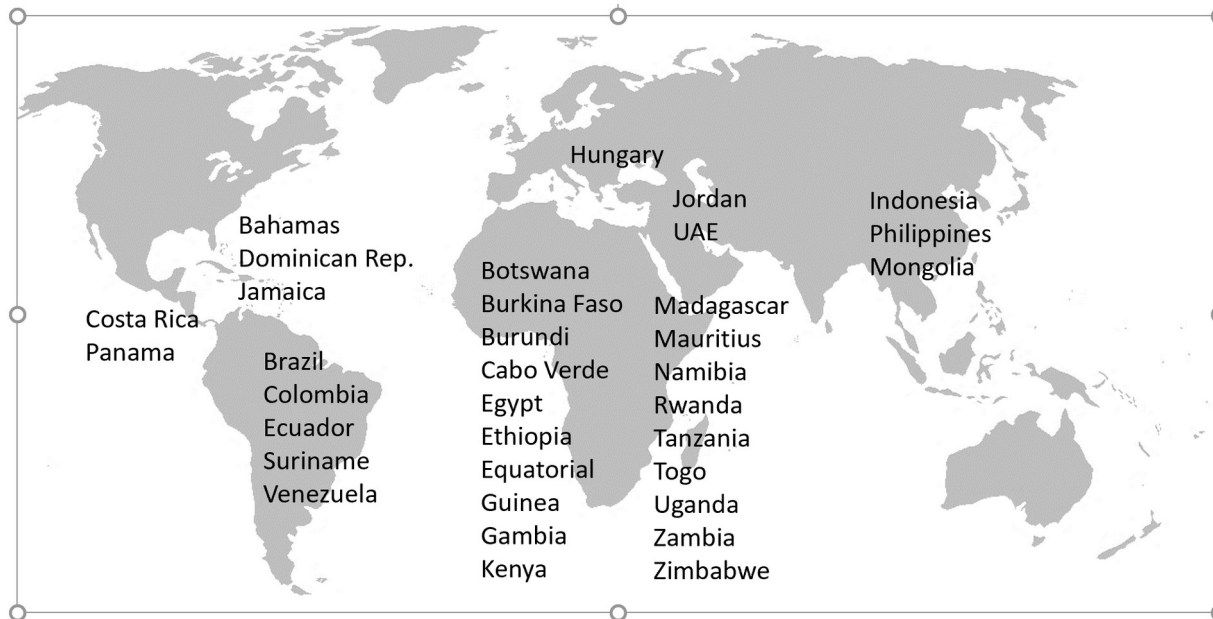 Hungary
Jordan
UAE
Indonesia
Philippines
Mongolia
Bahamas
Dominican Rep.
Jamaica
Costa Rica
Panama
Brazil
Colombia
Ecuador
Suriname
Venezuela
Botswana
Burkina Faso
Burundi
Cabo Verde
Egypt
Ethiopia
Equatorial
Guinea
Gambia
Kenya
Madagascar
Mauritius
Namibia
Rwanda
Tanzania
Togo
Uganda
Zambia
Zimbabwe